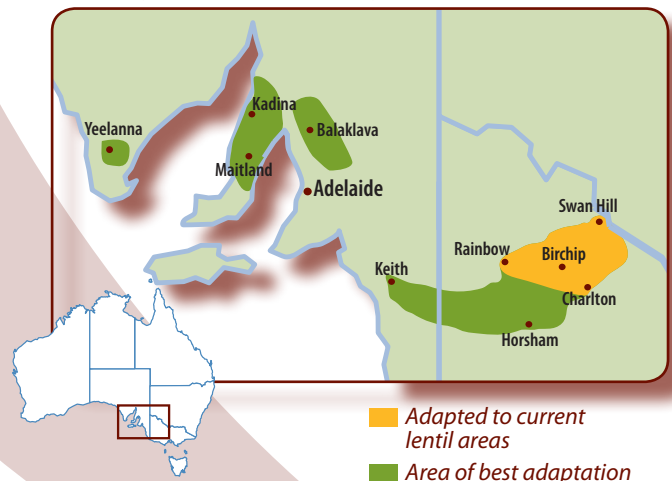 Kadina
Yeelanna
Balaklava
Maitland
Adelaide
Swan Hill
Rainbow
Birchip
Keith
Charlton
Horsham
Adapted to current
lentil areas
Area of best adaptation